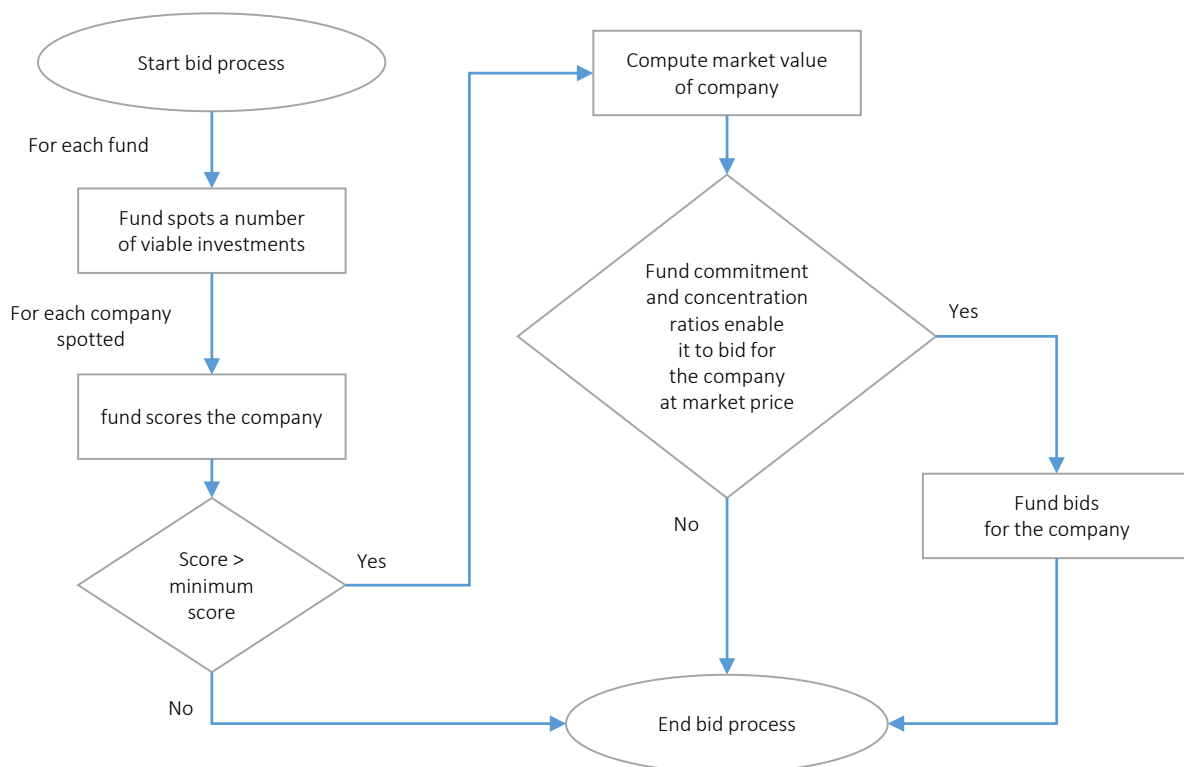 Start bid process
For each fund
Fund spots a number
of viable investments
For each company
spotted
fund scores the company
Score >
minimum
score
Yes
No
Compute market value
of company
Fund commitment
and concentration
ratios enable
it to bid for
the company
at market price
Yes
No
Fund bids
for the company
End bid process